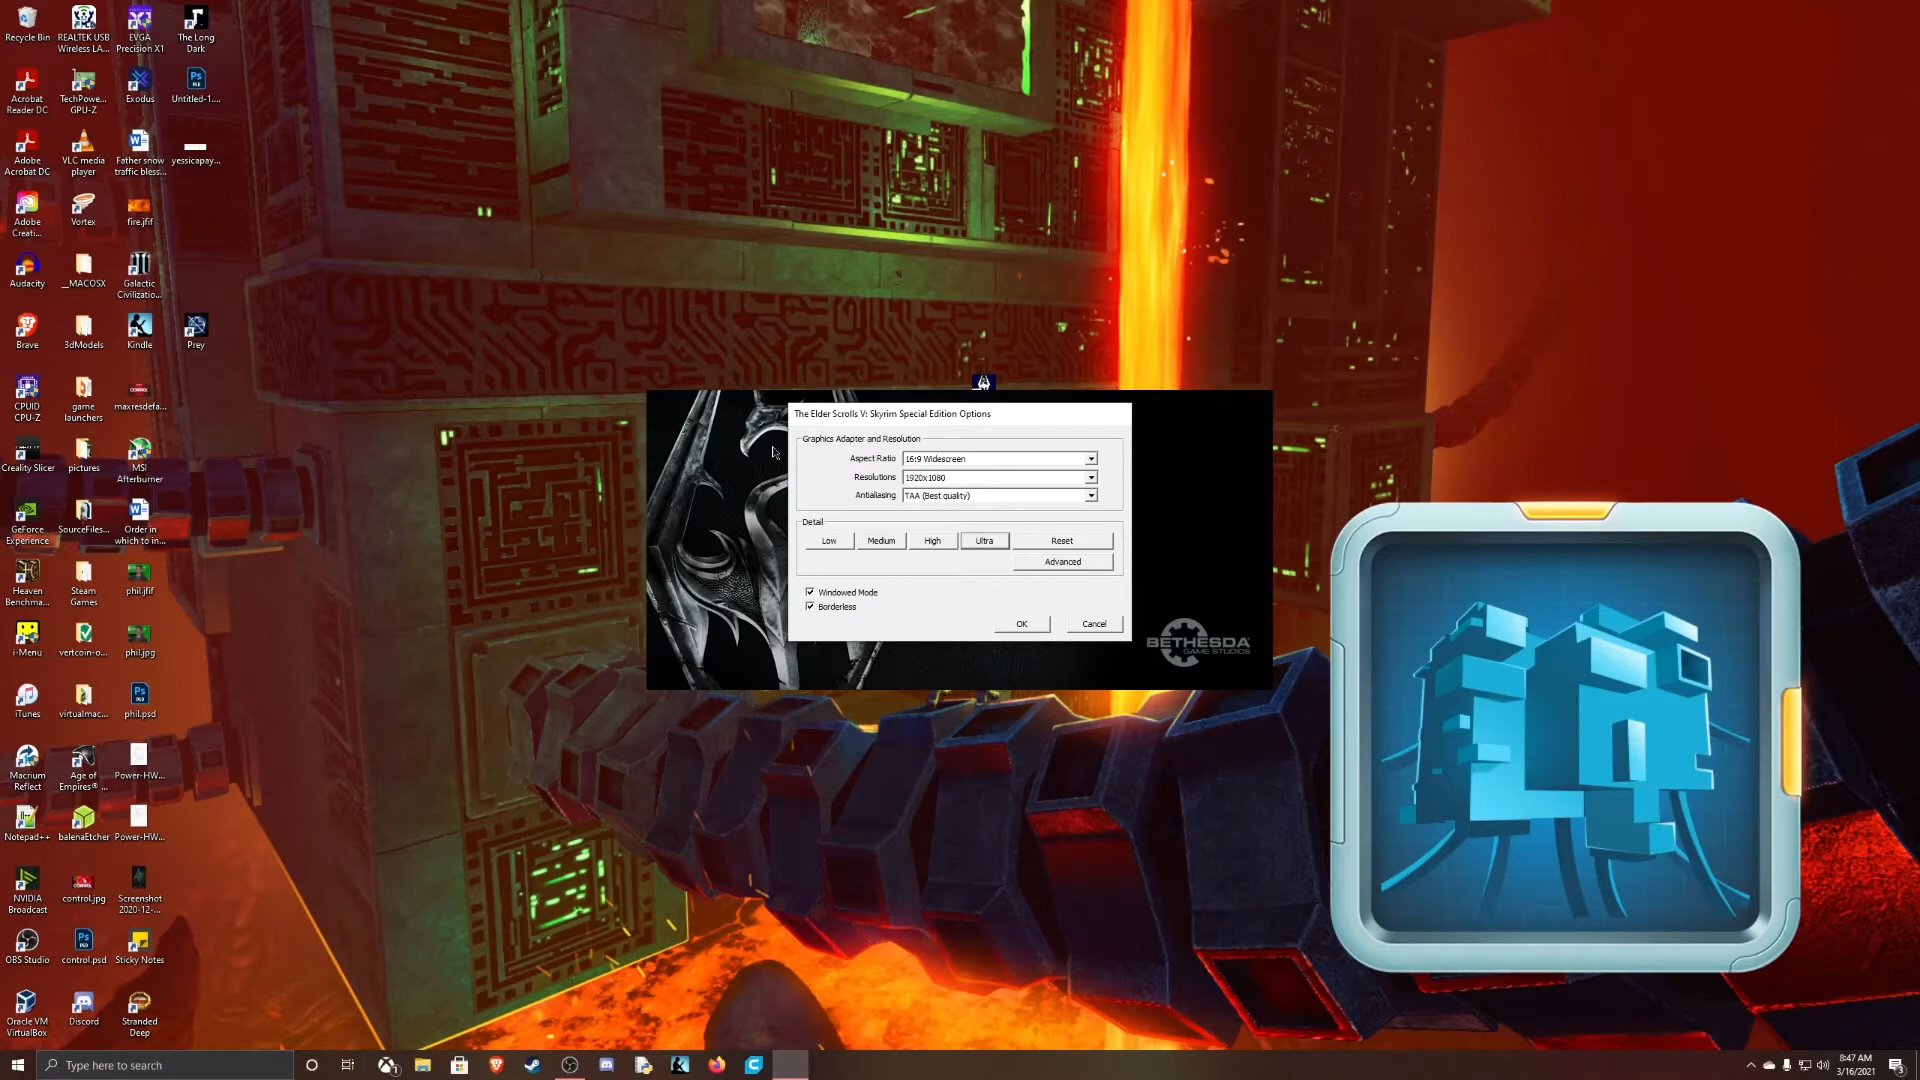 Recycle Bin
REALTEK USB
Wireless LA...
EVGA
Precision X1
The Long
Dark
Acrobat
Reader DC
TechPowe...
GPU-Z
Exodus
Untitled-1....
Adobe
Acrobat DC
VLC media
player
Father snow
traffic bless...
yessicapay...
Adobe
Creati...
Vortex
fire.jfif
Audacity
__MACOSX
Galactic
Civilizatio...
Brave
3dModels
Kindle
Prey
CPUID
CPU-Z
game
launchers
maxresdefa...
Creality Slicer
pictures
MSI
Afterburner
GeForce
Experience
SourceFiles...
Order in
which to in...
Heaven
Benchma...
Steam
Games
phil.jfif
i-Menu
vertcoin-o...
phil.jpg
iTunes
virtualmac...
phil.psd
Macrium
Reflect
Age of
Empires® ...
Power-HW...
Notepad++
balenaEtcher
Power-HW...
NVIDIA
Broadcast
control.jpg
Screenshot
2020-12-...
OBS Studio
control.psd
Sticky Notes
Oracle VM
VirtualBox
Discord
Stranded
Deep
The Elder Scrolls V: Skyrim Special Edition Options
Graphics Adapter and Resolution
Aspect Ratio 16:9 Widescreen
Resolutions 1920x1080
Antialiasing TAA (Best quality)
Detail
Low Medium High Ultra Reset
Advanced
Windowed Mode
Borderless
OK Cancel
BETHESDA
GAME STUDIOS
Type here to search
8:47 AM
3/16/2021